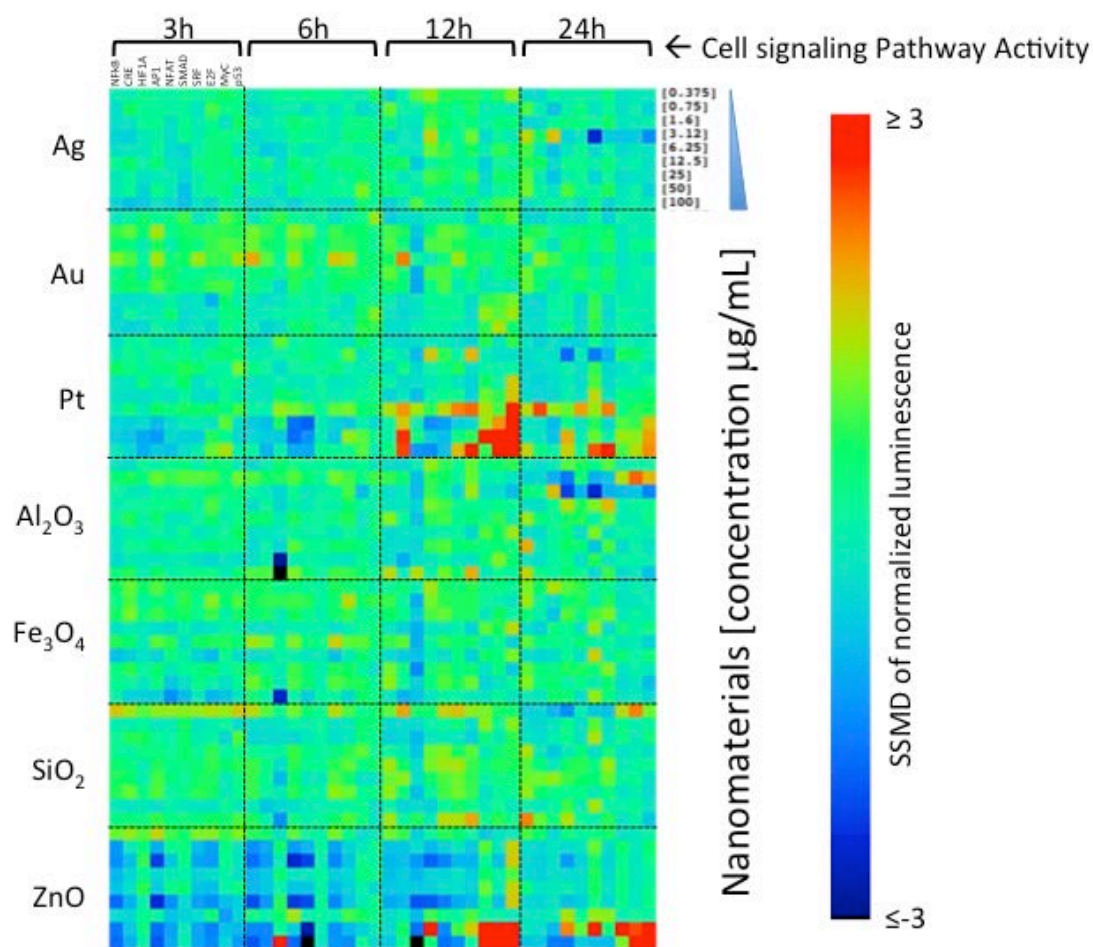 3h 6h 12h 24h
← Cell signaling Pathway Activity
NFkB CRE HIF1A AP1 NFAT SMAD SRF E2F MyC p53
[0.375]
[0.75]
[1.6]
[3.12]
[6.25]
[12.5]
[25]
[50]
[100]
Ag
Au
Pt
Al₂O₃
Fe₃O₄
SiO₂
ZnO
Nanomaterials [concentration µg/mL]
≥ 3
SSMD of normalized luminescence
≤-3